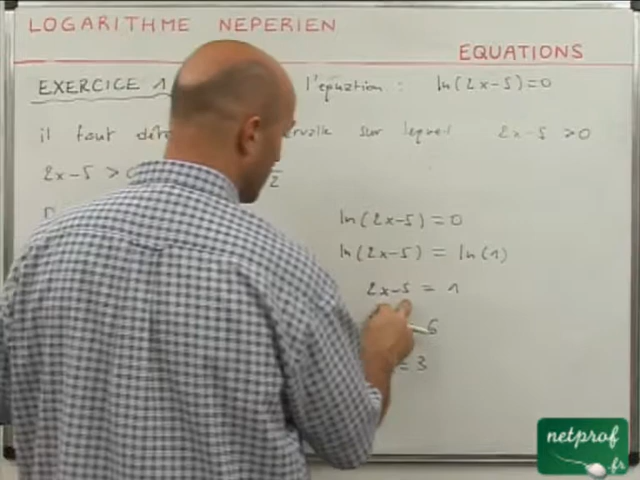 LOGARITHME NEPERIEN
EQUATIONS
EXERCICE 1 l'équation : ln(2x-5)=0
il faut sur lequel 2x-5 >0
2x-5 > 2
ln(2x-5) = 0
ln(2x-5) = ln(1)
2x-5 = 1
6
= 3
netprof
.fr